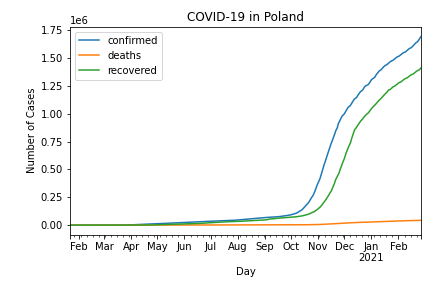 COVID-19 in Poland
1e6
confirmed
deaths
recovered
Number of Cases
1.75
1.50
1.25
1.00
0.75
0.50
0.25
0.00
Feb Mar Apr May Jun Jul Aug Sep Oct Nov Dec Jan Feb
2021
Day